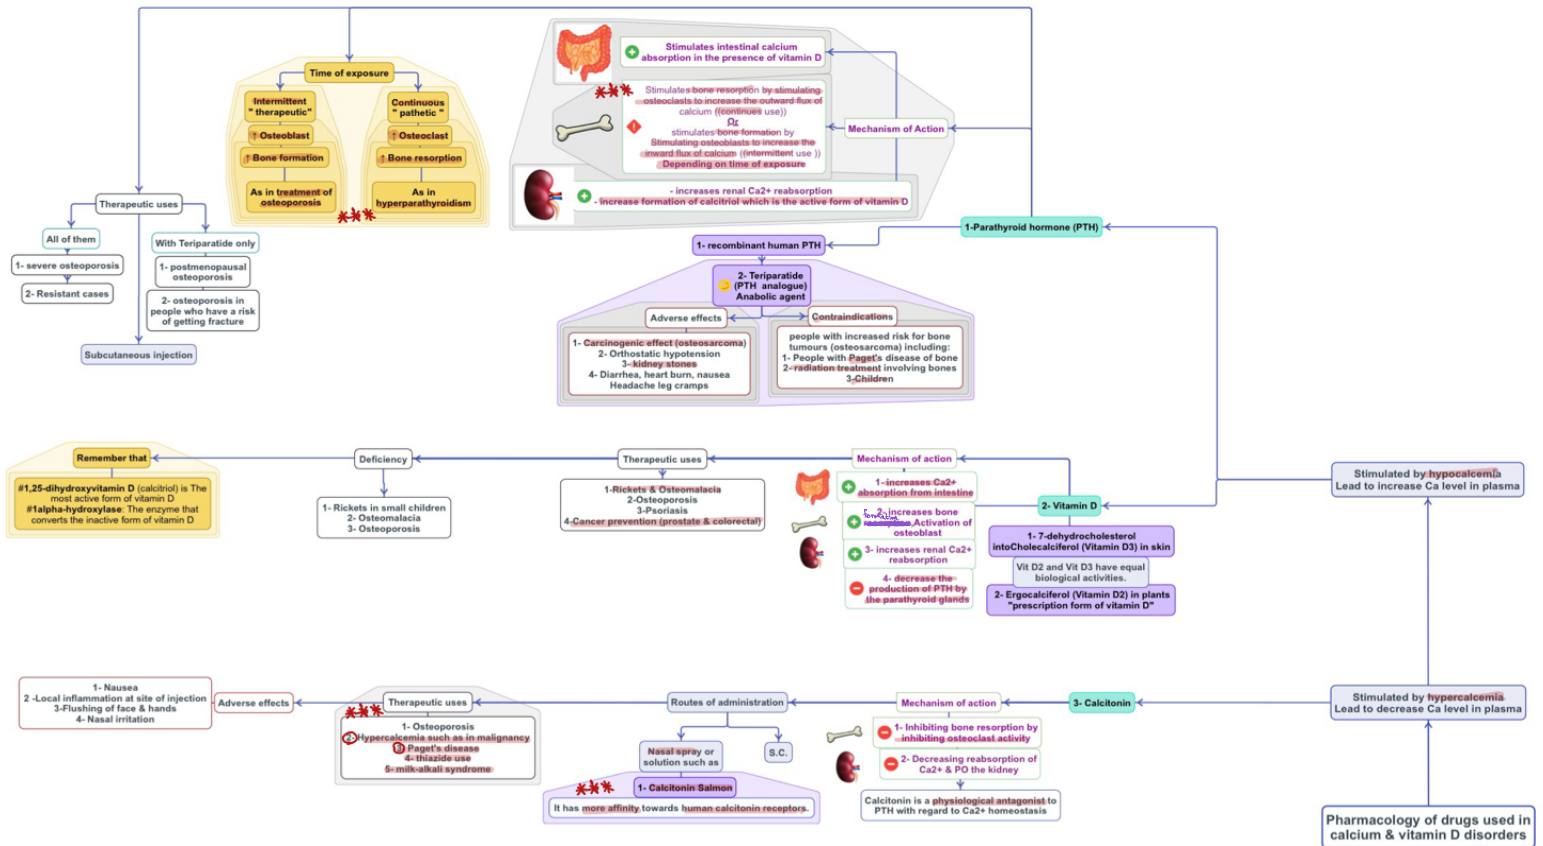 Pharmacology of drugs used in
calcium & vitamin D disorders
Stimulated by hypocalcemia
Lead to increase Ca level in plasma
1-Parathyroid hormone (PTH)
Mechanism of Action
Stimulates intestinal calcium
absorption in the presence of vitamin D
Stimulates bone resorption by stimulating
osteoclasts to increase the outward flux of
calcium ((continues use))
Or
stimulates bone formation by
Stimulating osteoblasts to increase the
inward flux of calcium ((intermittent use ))
Depending on time of exposure
- increases renal Ca2+ reabsorption
- increase formation of calcitriol which is the active form of vitamin D
Time of exposure
Intermittent
" therapeutic"
↑ Osteoblast
↑ Bone formation
As in treatment of
osteoporosis
Continuous
" pathetic "
↑ Osteoclast
↑ Bone resorption
As in
hyperparathyroidism
Therapeutic uses
All of them
1- severe osteoporosis
2- Resistant cases
With Teriparatide only
1- postmenopausal
osteoporosis
2- osteoporosis in
people who have a risk
of getting fracture
Subcutaneous injection
1- recombinant human PTH
2- Teriparatide
(PTH analogue)
Anabolic agent
Adverse effects
1- Carcinogenic effect (osteosarcoma)
2- Orthostatic hypotension
3- kidney stones
4- Diarrhea, heart burn, nausea
Headache leg cramps
Contraindications
people with increased risk for bone
tumours (osteosarcoma) including:
1- People with Paget's disease of bone
2-radiation treatment involving bones
3-Children
2- Vitamin D
1- 7-dehydrocholesterol
intoCholecalciferol (Vitamin D3) in skin
Vit D2 and Vit D3 have equal
biological activities.
2- Ergocalciferol (Vitamin D2) in plants
"prescription form of vitamin D"
Mechanism of action
1-increases Ca2+
absorption from intestine
2-increases bone
,Activation of
osteoblast
3- increases renal Ca2+
reabsorption
4- decrease the
production of PTH by
the parathyroid glands
Therapeutic uses
1-Rickets & Osteomalacia
2-Osteoporosis
3-Psoriasis
4-Cancer prevention (prostate & colorectal)
Deficiency
1- Rickets in small children
2- Osteomalacia
3- Osteoporosis
Remember that
#1,25-dihydroxyvitamin D (calcitriol) is The
most active form of vitamin D
#1alpha-hydroxylase: The enzyme that
converts the inactive form of vitamin D
Stimulated by hypercalcemia
Lead to decrease Ca level in plasma
3- Calcitonin
Mechanism of action
1- Inhibiting bone resorption by
inhibiting osteoclast activity
2- Decreasing reabsorption of
Ca2+ & PO the kidney
Calcitonin is a physiological antagonist to
PTH with regard to Ca2+ homeostasis
Routes of administration
Nasal spray or
solution such as
S.C.
1- Calcitonin Salmon
It has more affinity towards human calcitonin receptors.
Therapeutic uses
1- Osteoporosis
2-Hypercalcemia such as in malignancy
3- Paget's disease
4- thiazide use
5- milk-alkali syndrome
Adverse effects
1- Nausea
2 -Local inflammation at site of injection
3-Flushing of face & hands
4- Nasal irritation